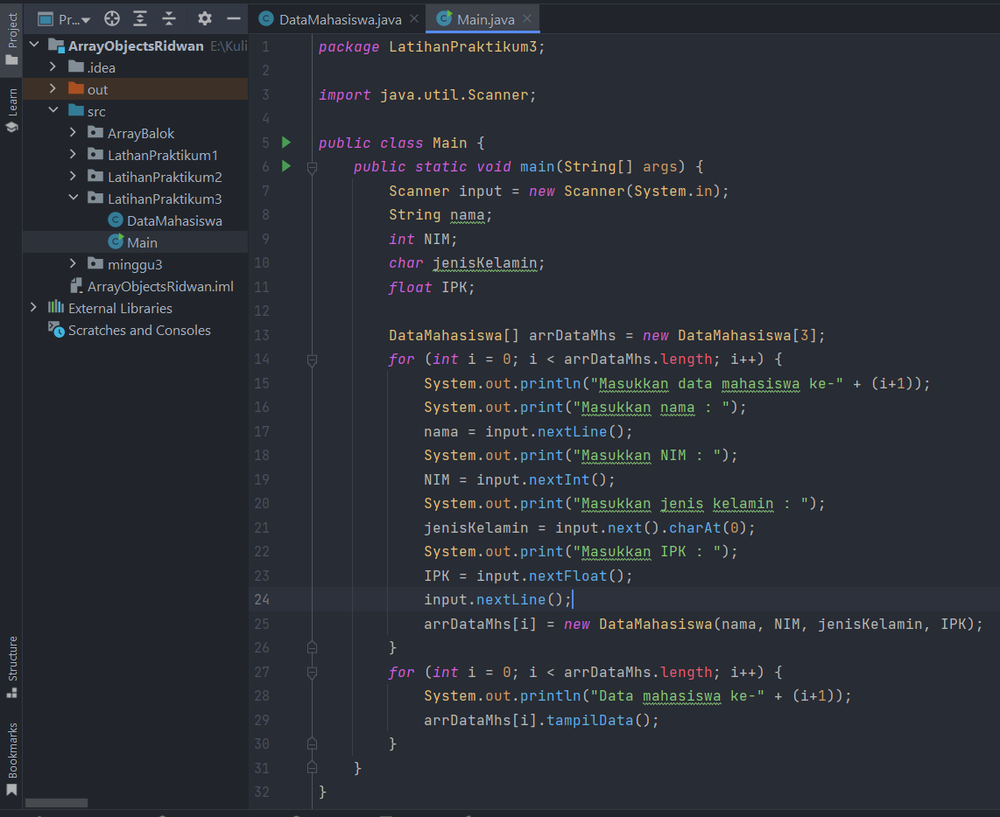 Project
Learn
Structure
Bookmarks
Pr...
ArrayObjectsRidwan E:\Kuli
.idea
out
src
ArrayBalok
LathanPraktikum1
LatihanPraktikum2
LatihanPraktikum3
DataMahasiswa
Main
minggu3
ArrayObjectsRidwan.iml
External Libraries
Scratches and Consoles
DataMahasiswa.java
Main.java
1 package LatihanPraktikum3;
2
3 import java.util.Scanner;
4
5 public class Main {
6 public static void main(String[] args) {
7 Scanner input = new Scanner(System.in);
8 String nama;
9 int NIM;
10 char jenisKelamin;
11 float IPK;
12
13 DataMahasiswa[] arrDataMhs = new DataMahasiswa[3];
14 for (int i = 0; i < arrDataMhs.length; i++) {
15 System.out.println("Masukkan data mahasiswa ke-" + (i+1));
16 System.out.print("Masukkan nama : ");
17 nama = input.nextLine();
18 System.out.print("Masukkan NIM : ");
19 NIM = input.nextInt();
20 System.out.print("Masukkan jenis kelamin : ");
21 jenisKelamin = input.next().charAt(0);
22 System.out.print("Masukkan IPK : ");
23 IPK = input.nextFloat();
24 input.nextLine();
25 arrDataMhs[i] = new DataMahasiswa(nama, NIM, jenisKelamin, IPK);
26 }
27 for (int i = 0; i < arrDataMhs.length; i++) {
28 System.out.println("Data mahasiswa ke-" + (i+1));
29 arrDataMhs[i].tampilData();
30 }
31 }
32 }